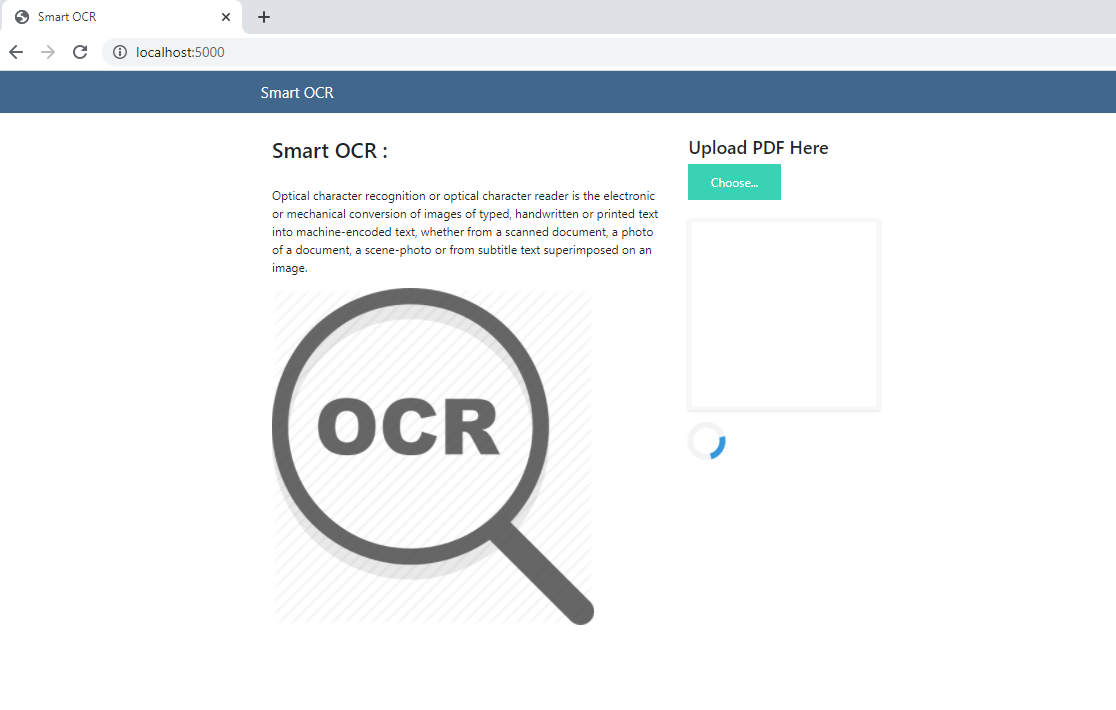 Smart OCR
localhost:5000
Smart OCR
Smart OCR :
Optical character recognition or optical character reader is the electronic
or mechanical conversion of images of typed, handwritten or printed text
into machine-encoded text, whether from a scanned document, a photo
of a document, a scene-photo or from subtitle text superimposed on an
image.
OCR
Upload PDF Here
Choose...